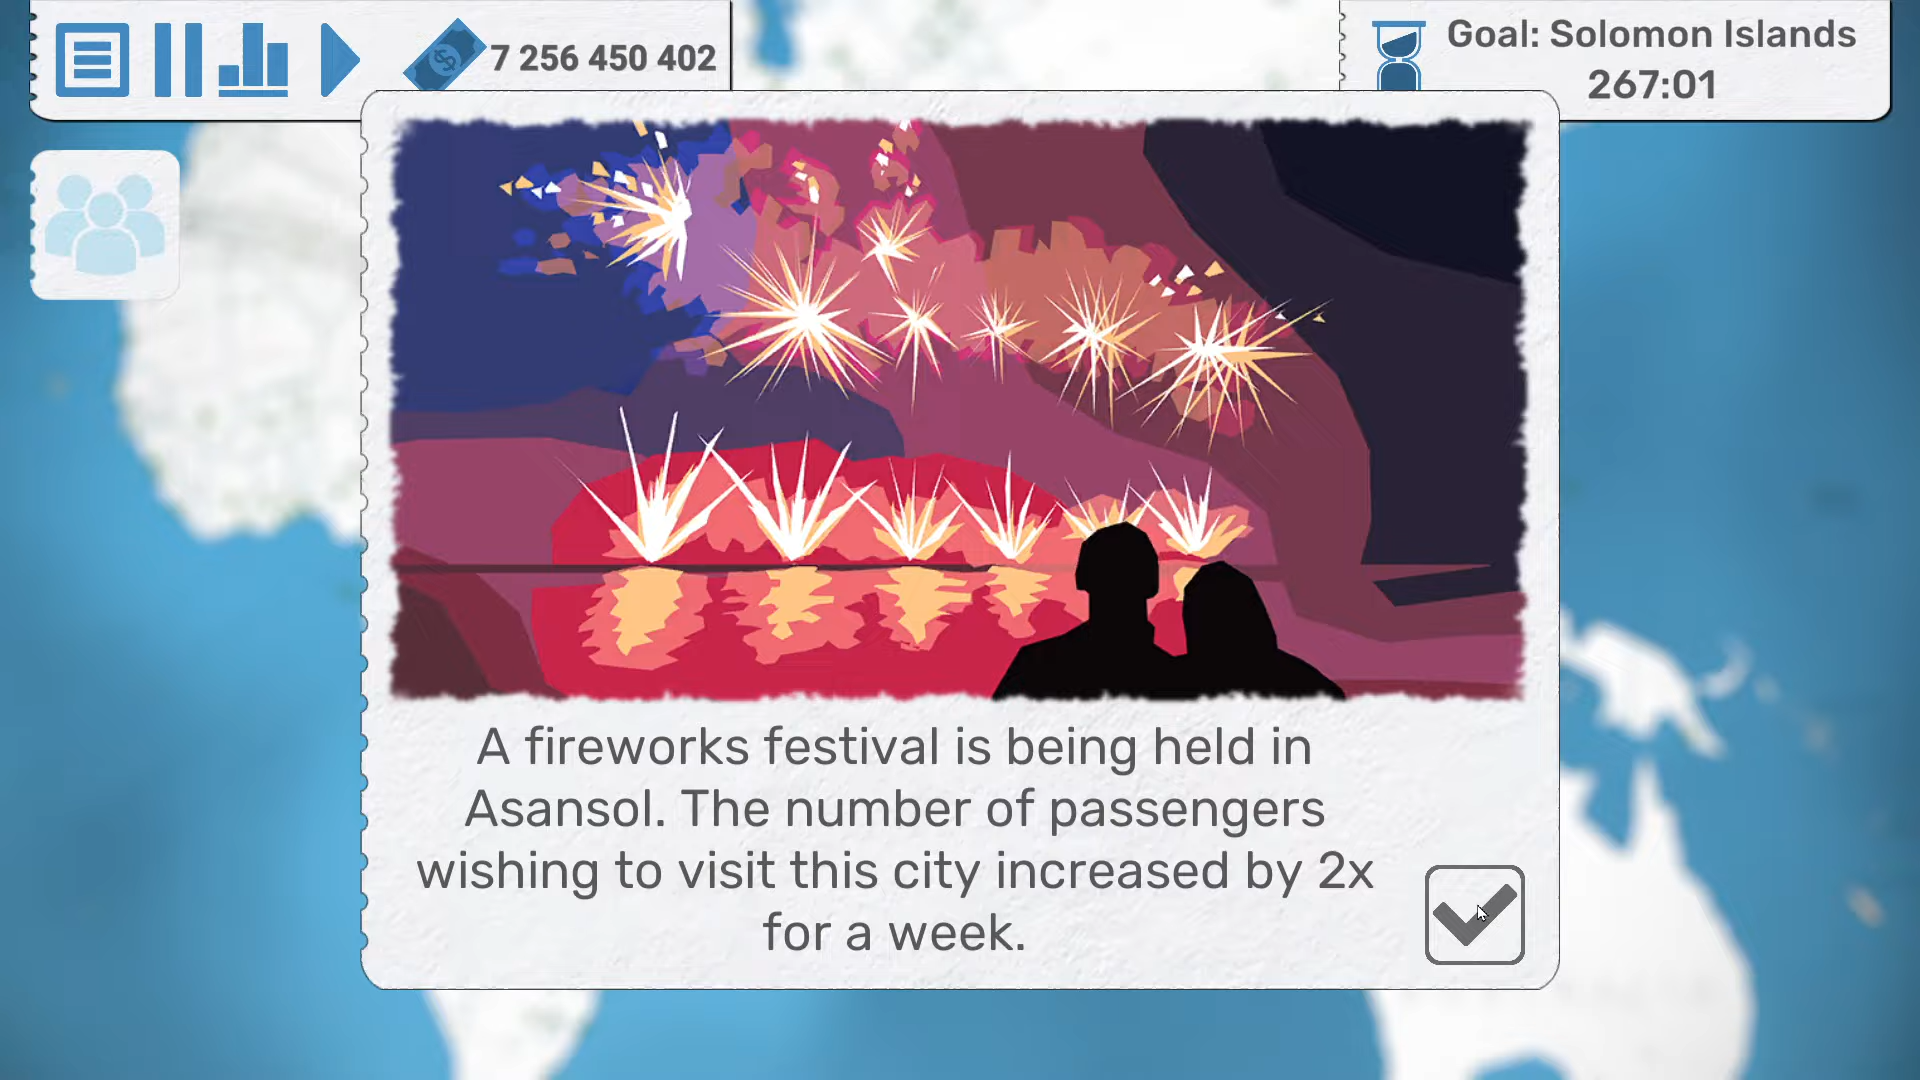 7 256 450 402
Goal: Solomon Islands
267:01
A fireworks festival is being held in
Asansol. The number of passengers
wishing to visit this city increased by 2x
for a week.